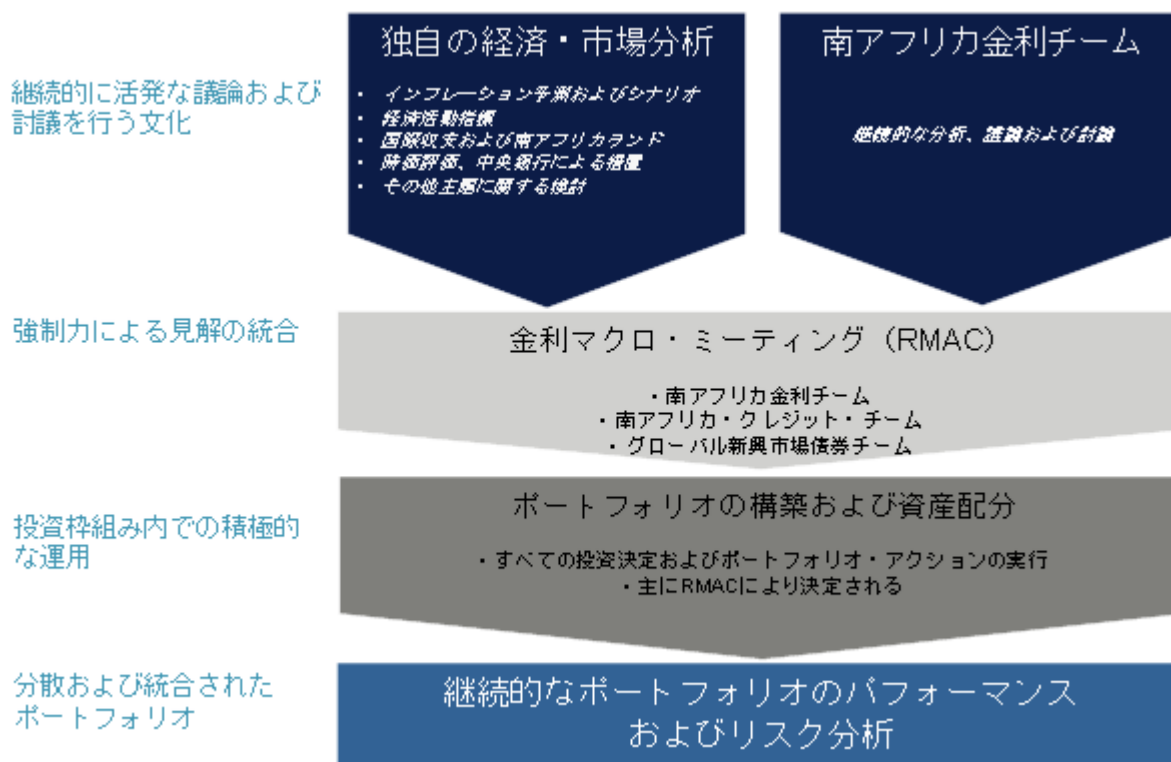 継続的に活発な議論および
討議を行う文化
独自の経済・市場分析
・ インフレーション予測およびシナリオ
・ 経済活動指標
・ 国際収支および南アフリカランド
・ 時価評価、中央銀行による措置
・ その他主題に関する検討
南アフリカ金利チーム
継続的な分析、議論および討論
強制力による見解の統合
金利マクロ・ミーティング（RMAC）
・南アフリカ金利チーム
・南アフリカ・クレジット・チーム
・グローバル新興市場債券チーム
投資枠組み内での積極的
な運用
ポートフォリオの構築および資産配分
・すべての投資決定およびポートフォリオ・アクションの実行
・主にRMACにより決定される
分散および統合された
ポートフォリオ
継続的なポートフォリオのパフォーマンス
およびリスク分析